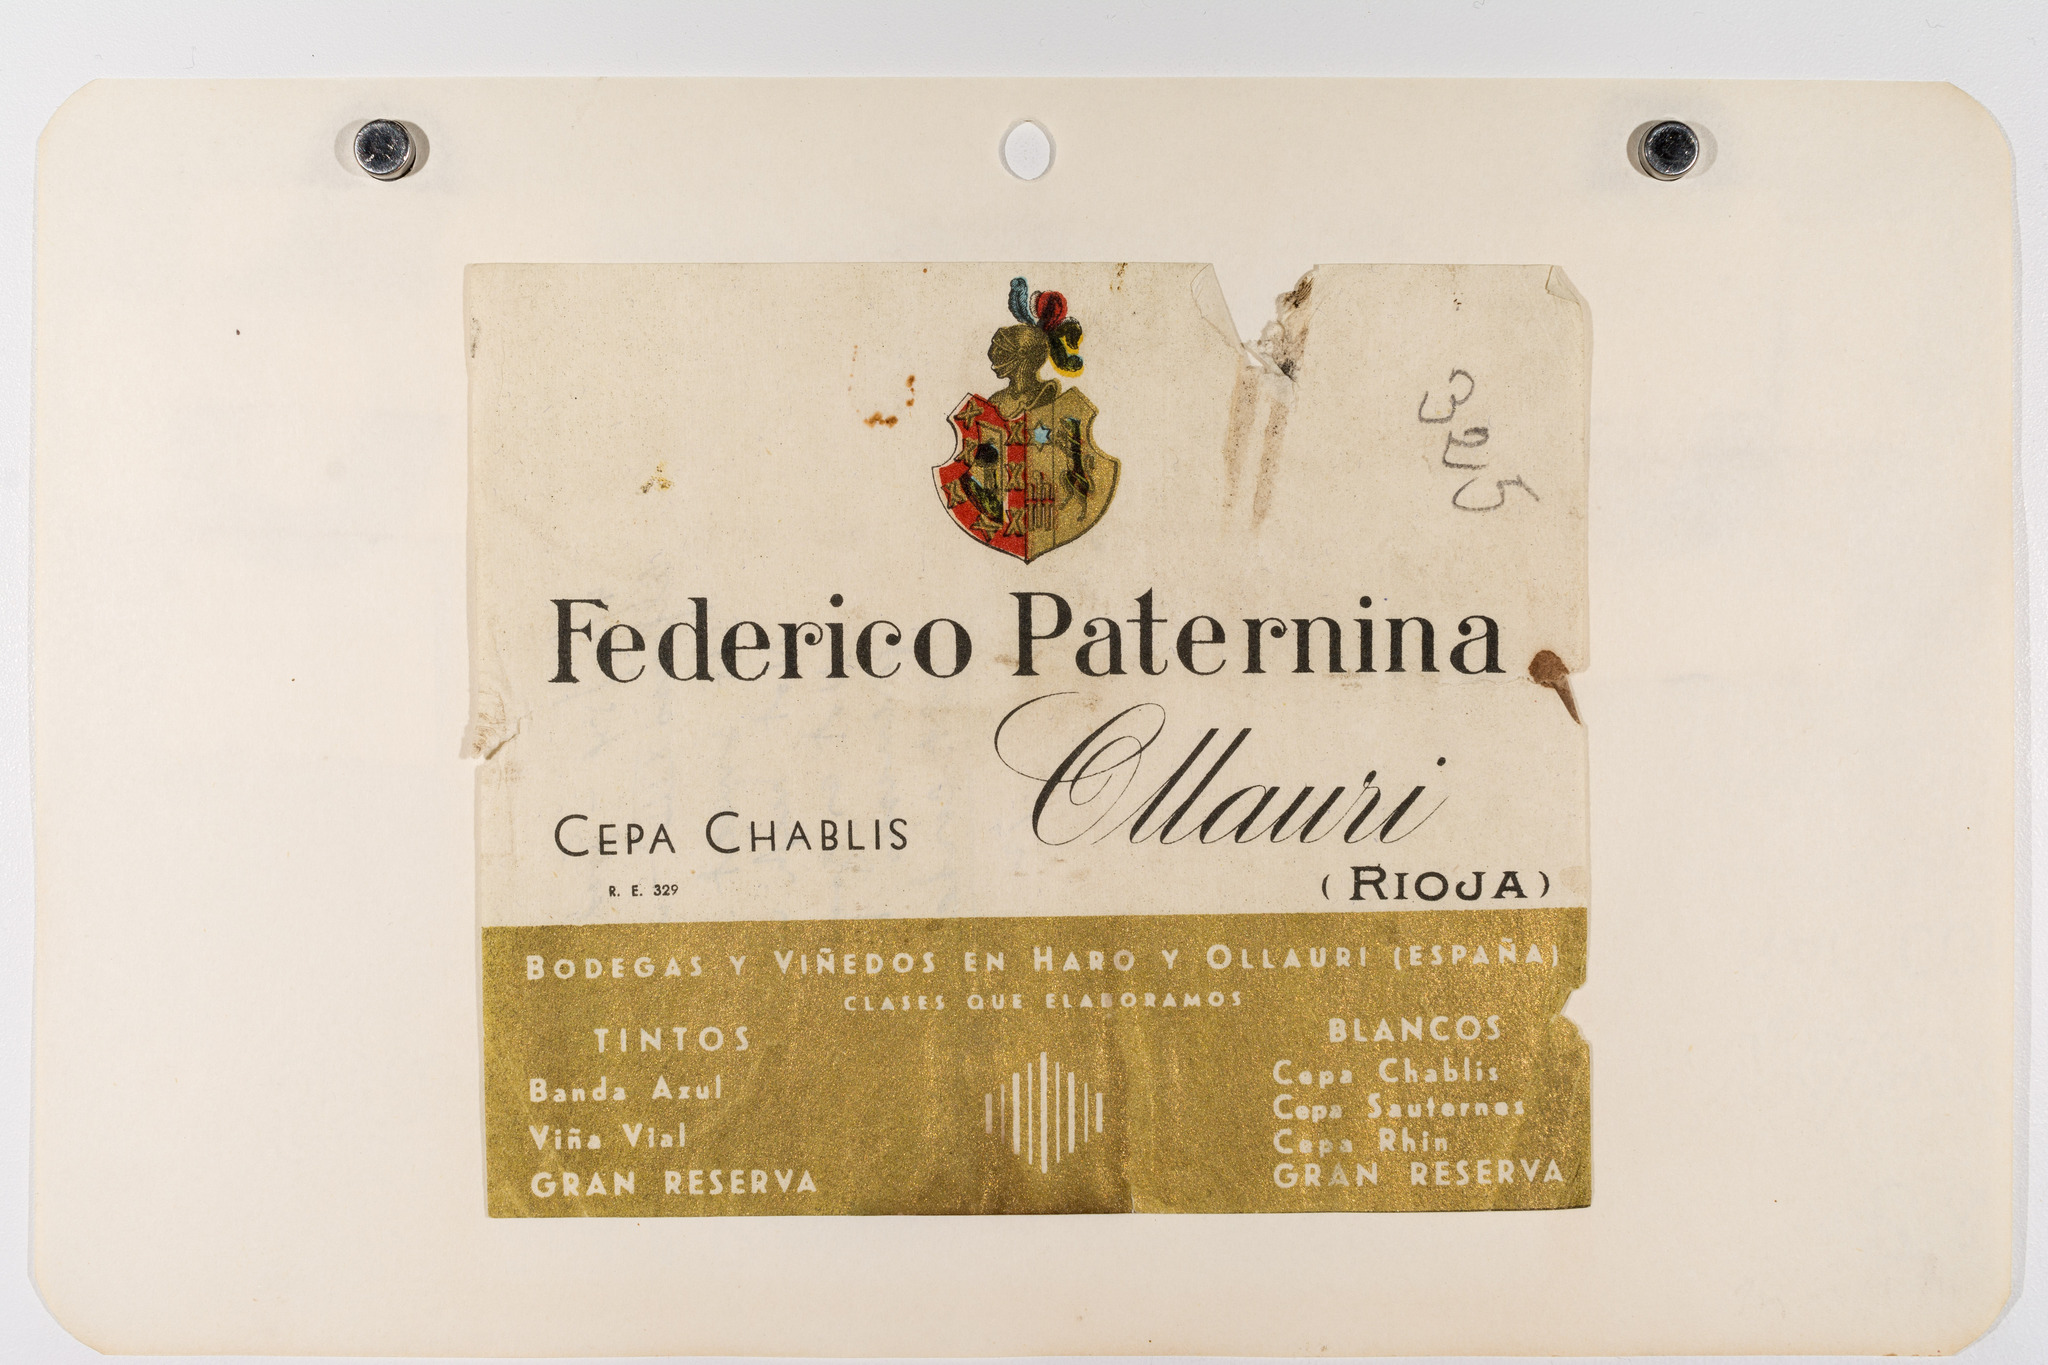 325
Federico Paternina
Ollauri
CEPA CHABLIS
(RIOJA)
R. E. 329
BODEGAS Y VIÑEDOS EN HARO Y OLLAURI (ESPAÑA)
CLASES QUE ELABORAMOS
TINTOS
Banda Azul
Viña Vial
GRAN RESERVA
BLANCOS
Cepa Chablis
Cepa Sauternes
Cepa Rhin
GRAN RESERVA